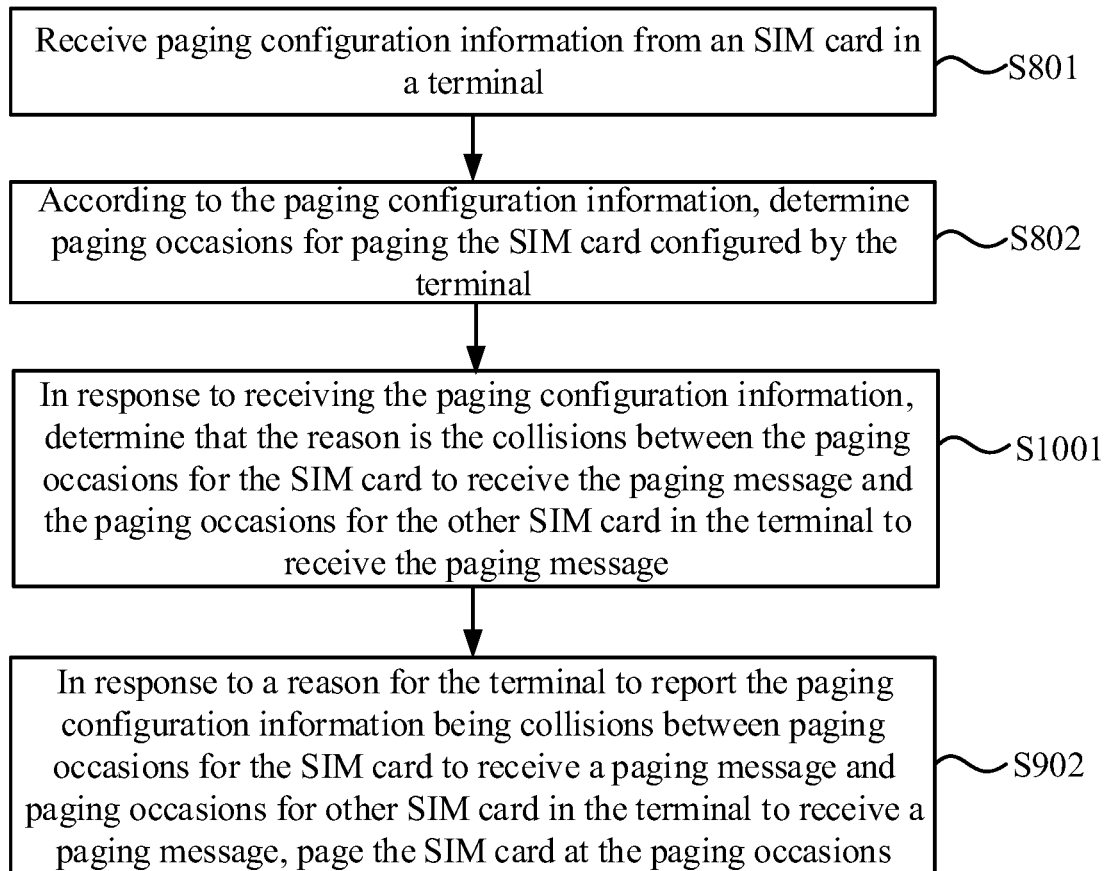 Receive paging configuration information from an SIM card in
a terminal
S801
According to the paging configuration information, determine
paging occasions for paging the SIM card configured by the
terminal
S802
In response to receiving the paging configuration information,
determine that the reason is the collisions between the paging
occasions for the SIM card to receive the paging message and
the paging occasions for the other SIM card in the terminal to
receive the paging message
S1001
In response to a reason for the terminal to report the paging
configuration information being collisions between paging
occasions for the SIM card to receive a paging message and
paging occasions for other SIM card in the terminal to receive a
paging message, page the SIM card at the paging occasions
S902